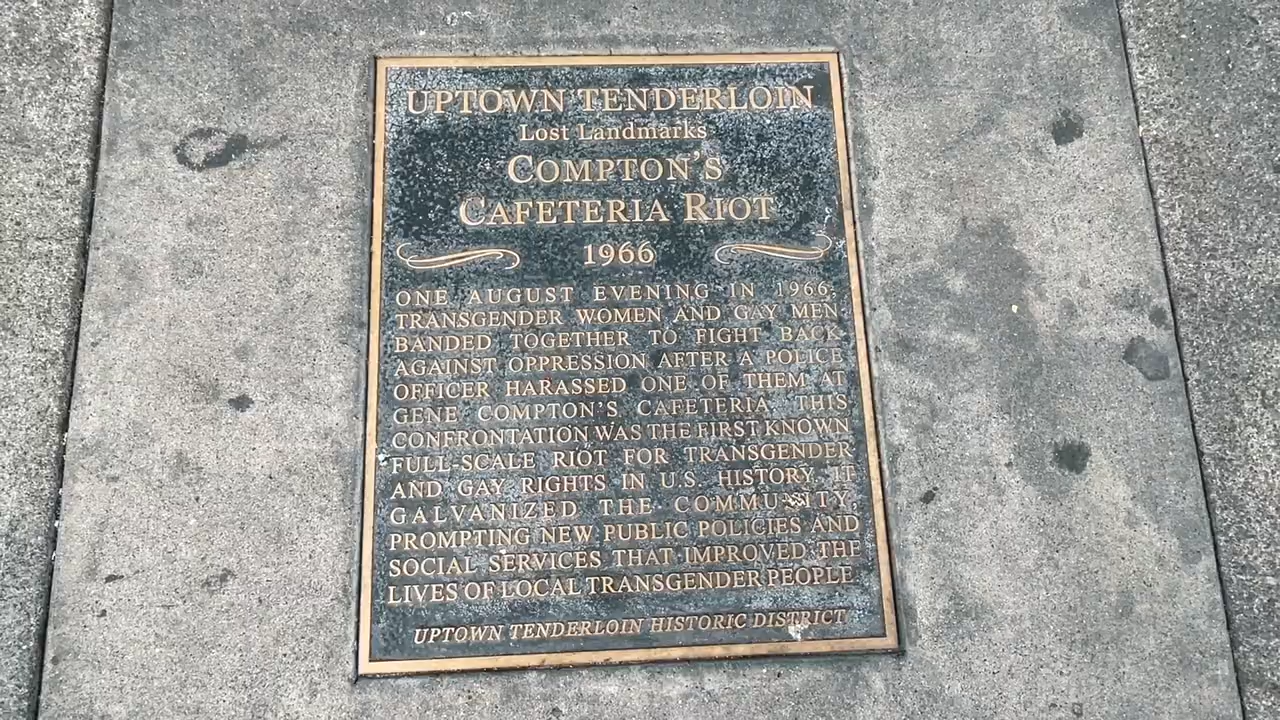 UPTOWN TENDERLOIN
Lost Landmarks
COMPTON'S
CAFETERIA RIOT
1966
ONE AUGUST EVENING IN 1966,
TRANSGENDER WOMEN AND GAY MEN
BANDED TOGETHER TO FIGHT BACK
AGAINST OPPRESSION AFTER A POLICE
OFFICER HARASSED ONE OF THEM AT
GENE COMPTON'S CAFETERIA. THIS
CONFRONTATION WAS THE FIRST KNOWN
FULL-SCALE RIOT FOR TRANSGENDER
AND GAY RIGHTS IN U.S. HISTORY. IT
GALVANIZED THE COMMUNITY,
PROMPTING NEW PUBLIC POLICIES AND
SOCIAL SERVICES THAT IMPROVED THE
LIVES OF LOCAL TRANSGENDER PEOPLE.
UPTOWN TENDERLOIN HISTORIC DISTRICT